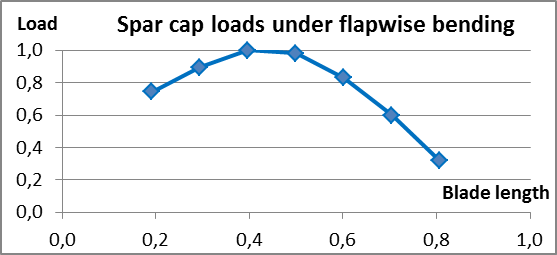 Load
Spar cap loads under flapwise bending
1,0
0,8
0,6
0,4
0,2
0,0
Blade length
0,0 0,2 0,4 0,6 0,8 1,0